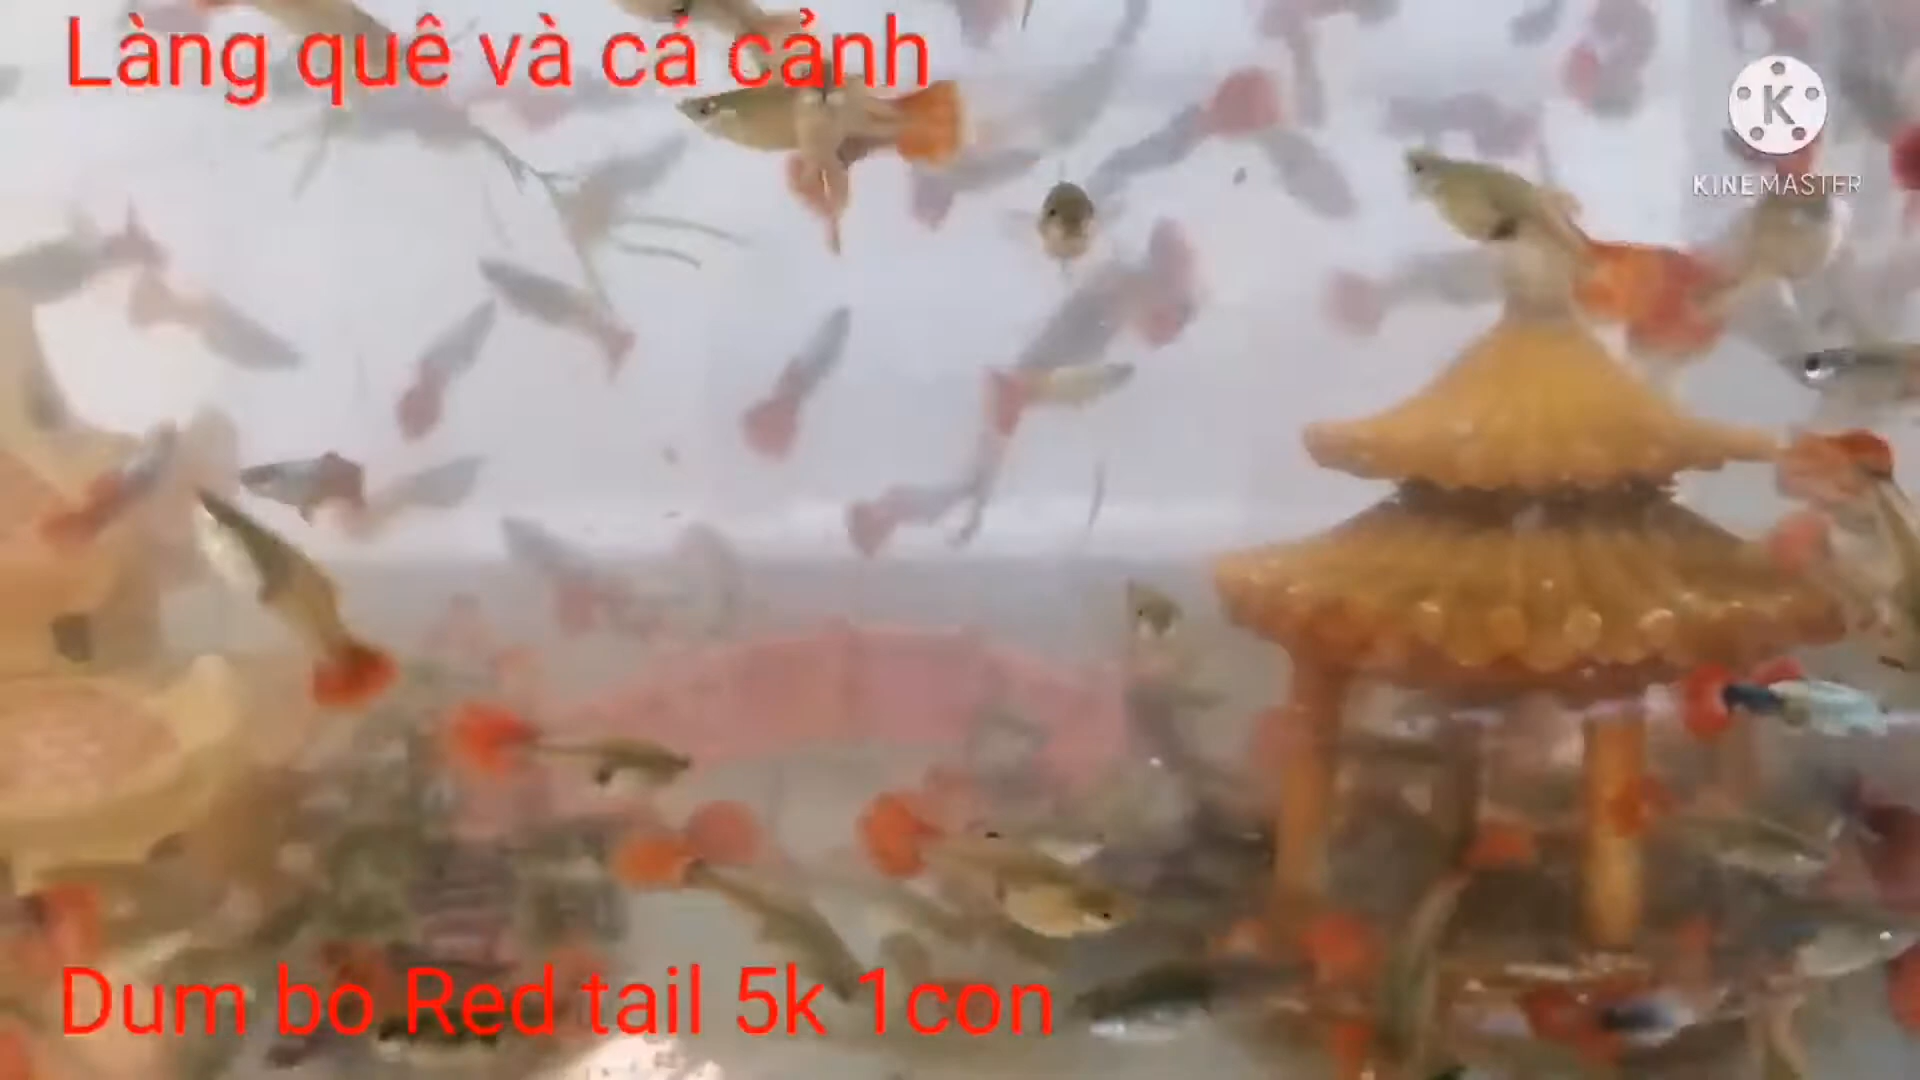 Làng quê và cá cảnh
K
KINEMASTER
Dum bo Red tail 5k 1con